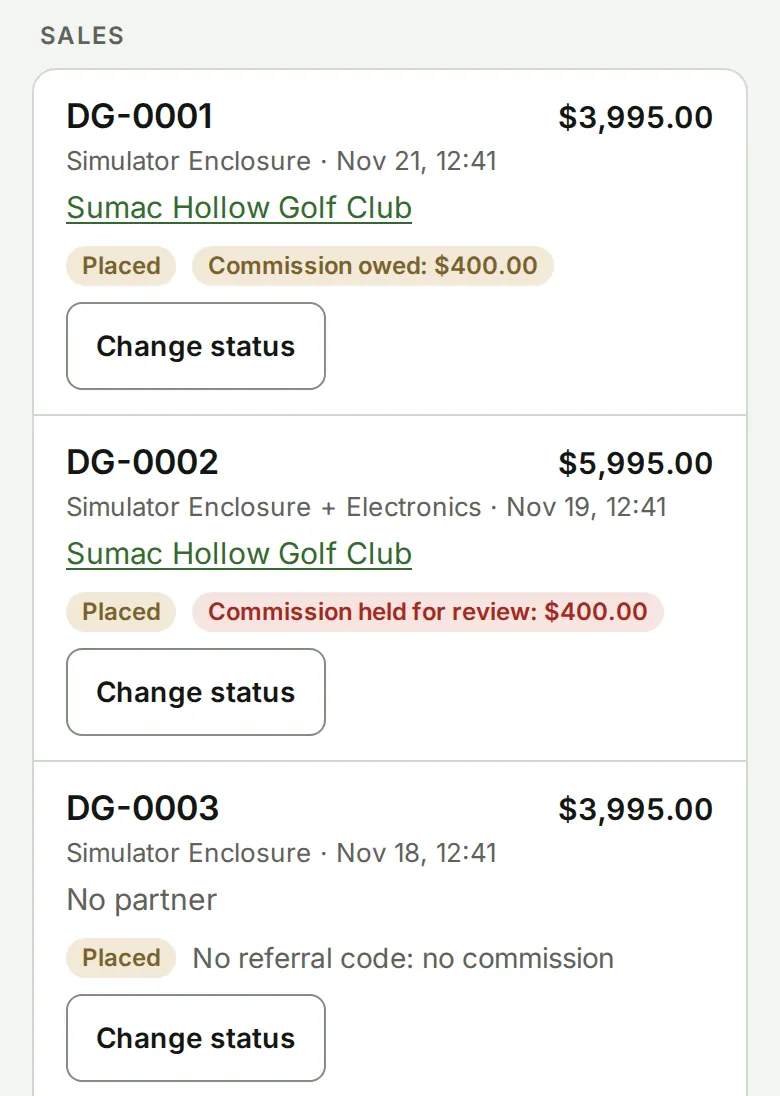 SALES
DG-0001 $3,995.00
Simulator Enclosure · Nov 21, 12:41
Sumac Hollow Golf Club
Placed Commission owed: $400.00
Change status
DG-0002 $5,995.00
Simulator Enclosure + Electronics · Nov 19, 12:41
Sumac Hollow Golf Club
Placed Commission held for review: $400.00
Change status
DG-0003 $3,995.00
Simulator Enclosure · Nov 18, 12:41
No partner
Placed No referral code: no commission
Change status